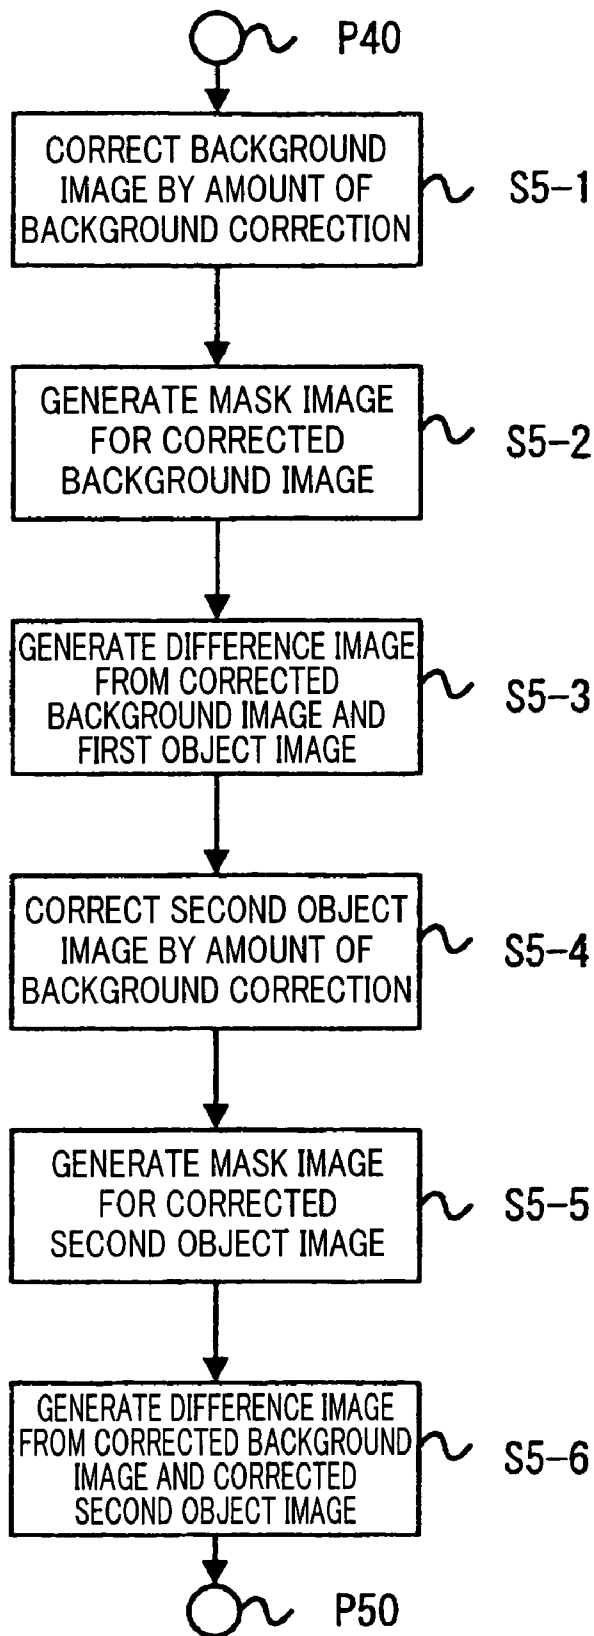 P40
CORRECT BACKGROUND
IMAGE BY AMOUNT OF
BACKGROUND CORRECTION
S5-1
GENERATE MASK IMAGE
FOR CORRECTED
BACKGROUND IMAGE
S5-2
GENERATE DIFFERENCE IMAGE
FROM CORRECTED
BACKGROUND IMAGE AND
FIRST OBJECT IMAGE
S5-3
CORRECT SECOND OBJECT
IMAGE BY AMOUNT OF
BACKGROUND CORRECTION
S5-4
GENERATE MASK IMAGE
FOR CORRECTED
SECOND OBJECT IMAGE
S5-5
GENERATE DIFFERENCE IMAGE
FROM CORRECTED BACKGROUND
IMAGE AND CORRECTED
SECOND OBJECT IMAGE
S5-6
P50